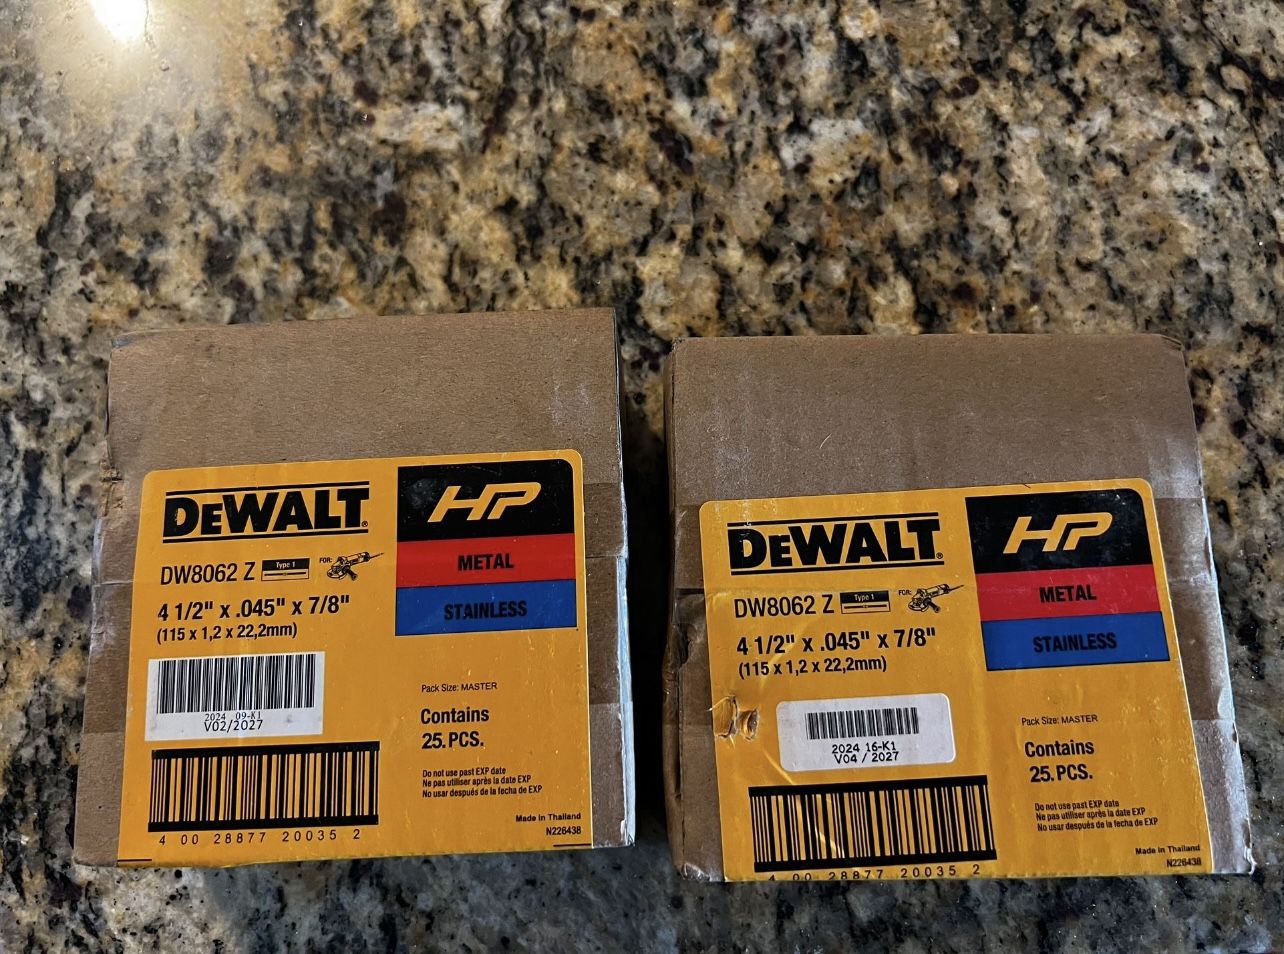 DEWALT®
HP
METAL
STAINLESS
DW8062 Z Type 1 FOR:
4 1/2" x .045" x 7/8"
(115 x 1,2 x 22,2mm)
2024 09-K1
V02/2027
Pack Size: MASTER
Contains
25.PCS.
Do not use past EXP date
Ne pas utiliser après la date EXP
No usar después de la fecha de EXP
Made in Thailand
N226438
4 00 28877 20035 2
DEWALT®
HP
METAL
STAINLESS
DW8062 Z Type 1 FOR:
4 1/2" x .045" x 7/8"
(115 x 1,2 x 22,2mm)
2024 16-K1
V04 / 2027
Pack Size: MASTER
Contains
25.PCS.
Do not use past EXP date
Ne pas utiliser après la date EXP
No usar después de la fecha de EXP
Made in Thailand
N226438
4 00 28877 20035 2